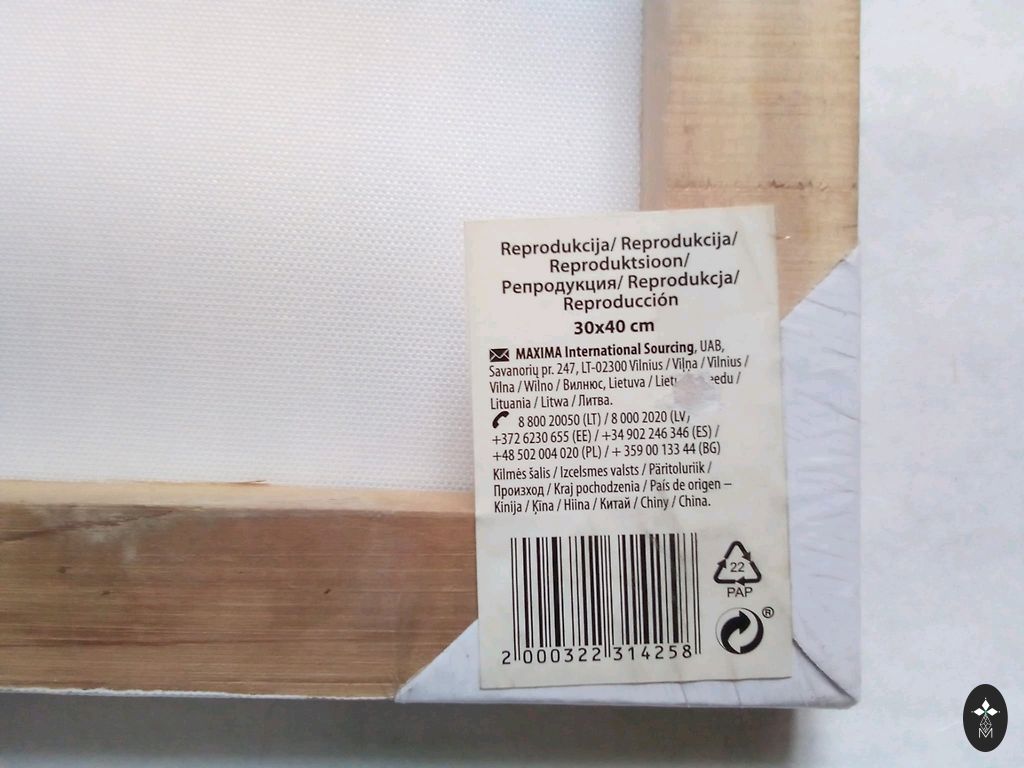 Reprodukcija/ Reprodukcija/
Reproduktsioon/
Репродукция/ Reprodukcja/
Reproducción
30x40 cm
MAXIMA International Sourcing, UAB,
Savanorių pr. 247, LT-02300 Vilnius / Viļņa / Vilnius /
Vilna / Wilno / Вилнюс, Lietuva /
Lituania / Litwa / Литва.
8 800 20050 (LT) / 8 000 2020 (LV)
+372 6230 655 (EE) / +34 902 246 346 (ES) /
+48 502 004 020 (PL) / + 359 00 133 44 (BG)
Kilmės šalis / Izcelsmes valsts / Päritoluriik /
Произход / Kraj pochodzenia / País de origen –
Kinija / Ķīna / Hiina / Китай / Chiny / China.
22
PAP
®
2 000322 314258
M